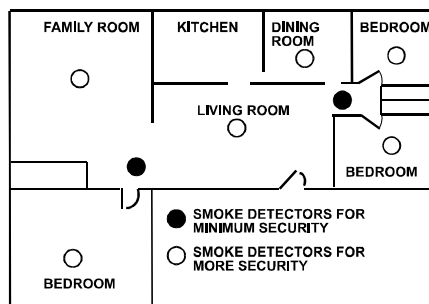 FAMILY ROOM
KITCHEN
DINING
ROOM
BEDROOM
LIVING ROOM
BEDROOM
SMOKE DETECTORS FOR
MINIMUM SECURITY
SMOKE DETECTORS FOR
MORE SECURITY
BEDROOM